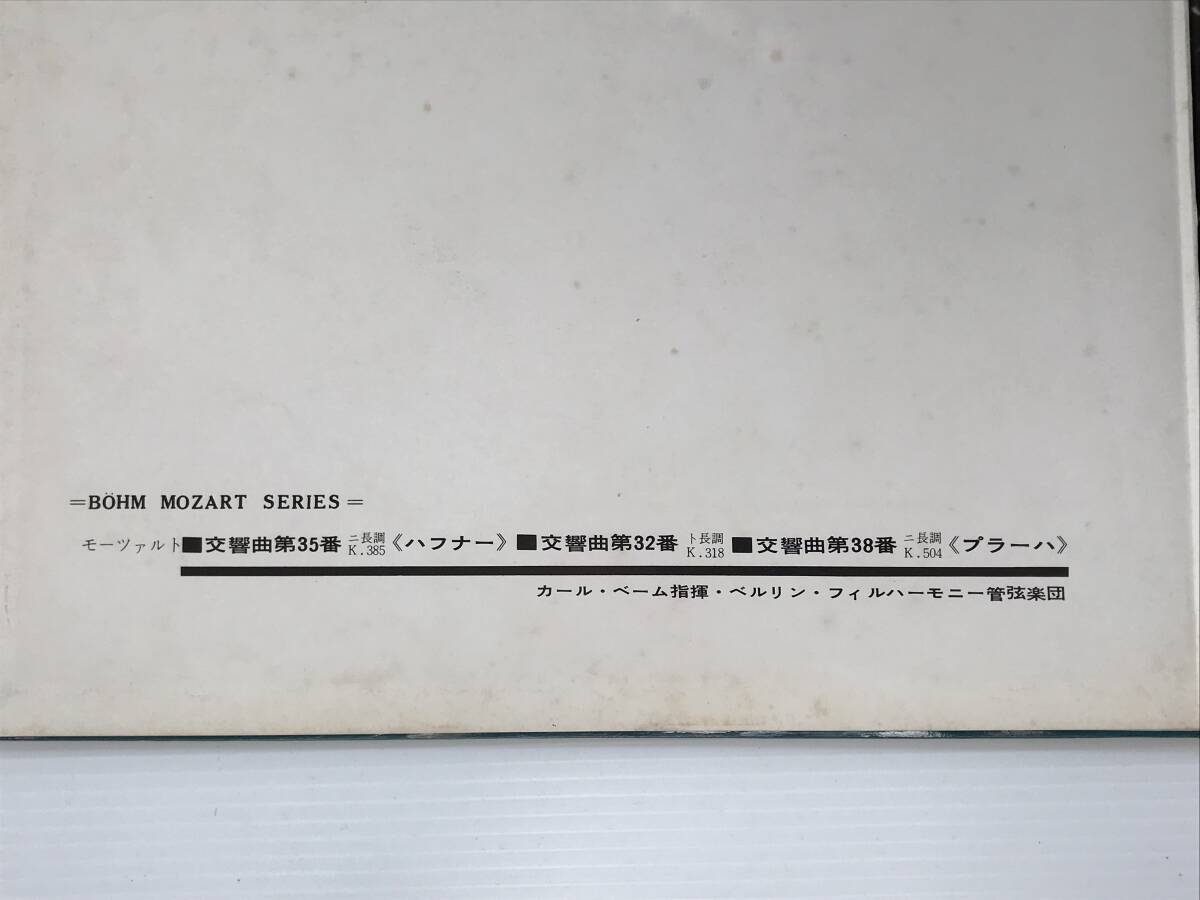 =BÖHM MOZART SERIES=
モーツァルト■交響曲第35番 ニ長調 K.385《ハフナー》■交響曲第32番 ト長調 K.318 ■交響曲第38番 ニ長調 K.504《プラーハ》
カール・ベーム指揮・ベルリン・フィルハーモニー管弦楽団